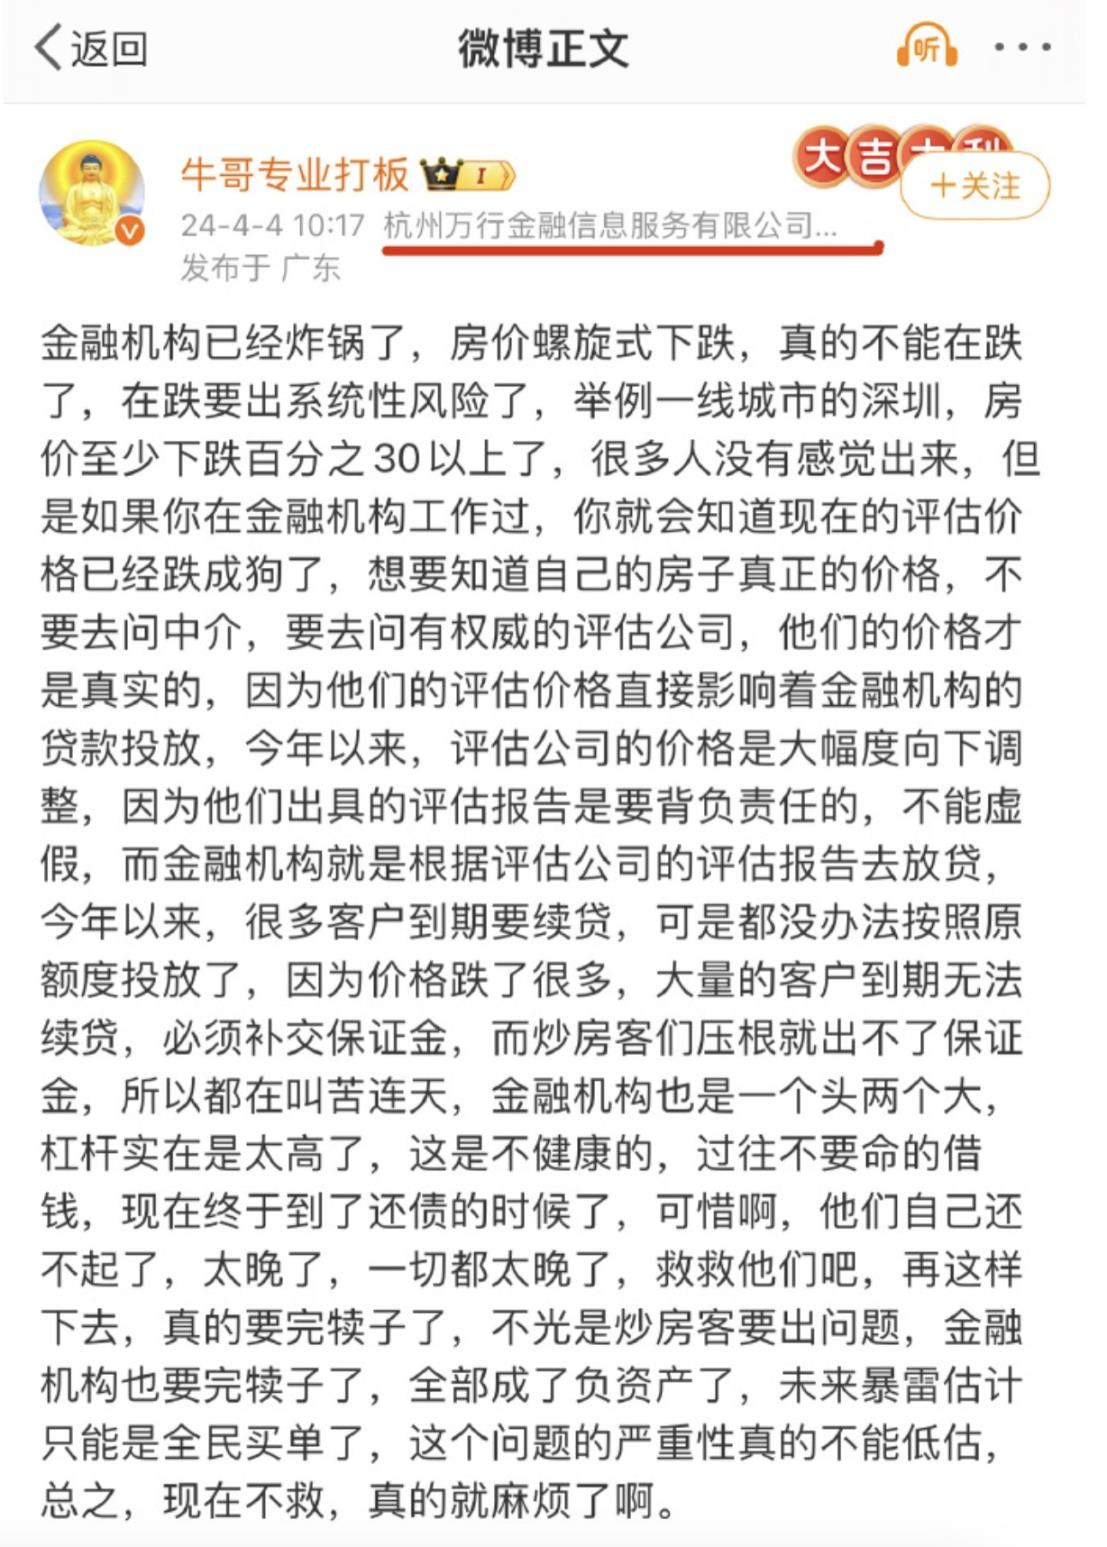 返回
微博正文
听
大吉大利
牛哥专业打板
I
+关注
24-4-4 10:17 杭州万行金融信息服务有限公司...
发布于 广东
金融机构已经炸锅了，房价螺旋式下跌，真的不能在跌
了，在跌要出系统性风险了，举例一线城市的深圳，房
价至少下跌百分之30以上了，很多人没有感觉出来，但
是如果你在金融机构工作过，你就会知道现在的评估价
格已经跌成狗了，想要知道自己的房子真正的价格，不
要去问中介，要去问有权威的评估公司，他们的价格才
是真实的，因为他们的评估价格直接影响着金融机构的
贷款投放，今年以来，评估公司的价格是大幅度向下调
整，因为他们出具的评估报告是要背负责任的，不能虚
假，而金融机构就是根据评估公司的评估报告去放贷，
今年以来，很多客户到期要续贷，可是都没办法按照原
额度投放了，因为价格跌了很多，大量的客户到期无法
续贷，必须补交保证金，而炒房客们压根就出不了保证
金，所以都在叫苦连天，金融机构也是一个头两个大，
杠杆实在是太高了，这是不健康的，过往不要命的借
钱，现在终于到了还债的时候了，可惜啊，他们自己还
不起了，太晚了，一切都太晚了，救救他们吧，再这样
下去，真的要完犊子了，不光是炒房客要出问题，金融
机构也要完犊子了，全部成了负资产了，未来暴雷估计
只能是全民买单了，这个问题的严重性真的不能低估，
总之，现在不救，真的就麻烦了啊。